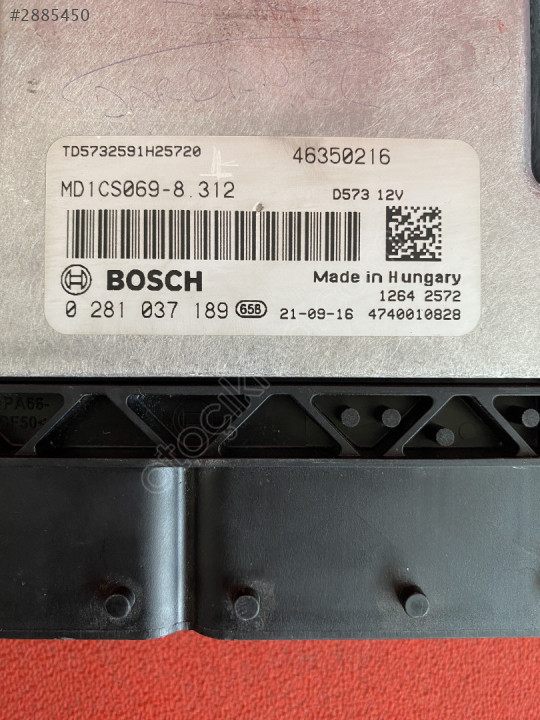 #2885450
TD5732591H25720 46350216
MD1CS069-8.312 D573 12V
BOSCH Made in Hungary
1264 2572
0 281 037 189 658 21-09-16 4740010828
>PA66-